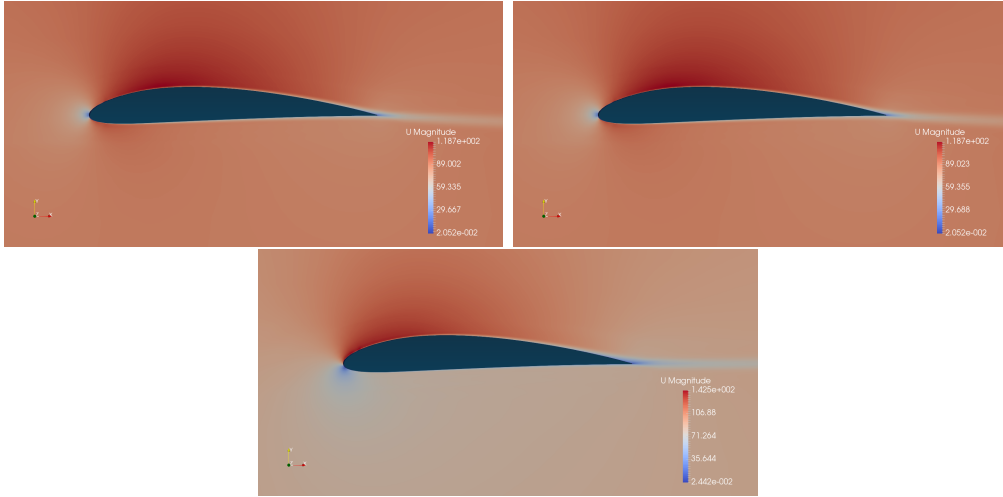 U Magnitude
1.187e+002
89.002
59.335
29.667
2.052e-002
U Magnitude
1.187e+002
89.023
59.355
29.688
2.052e-002
U Magnitude
1.425e+002
106.88
71.264
35.644
2.442e-002